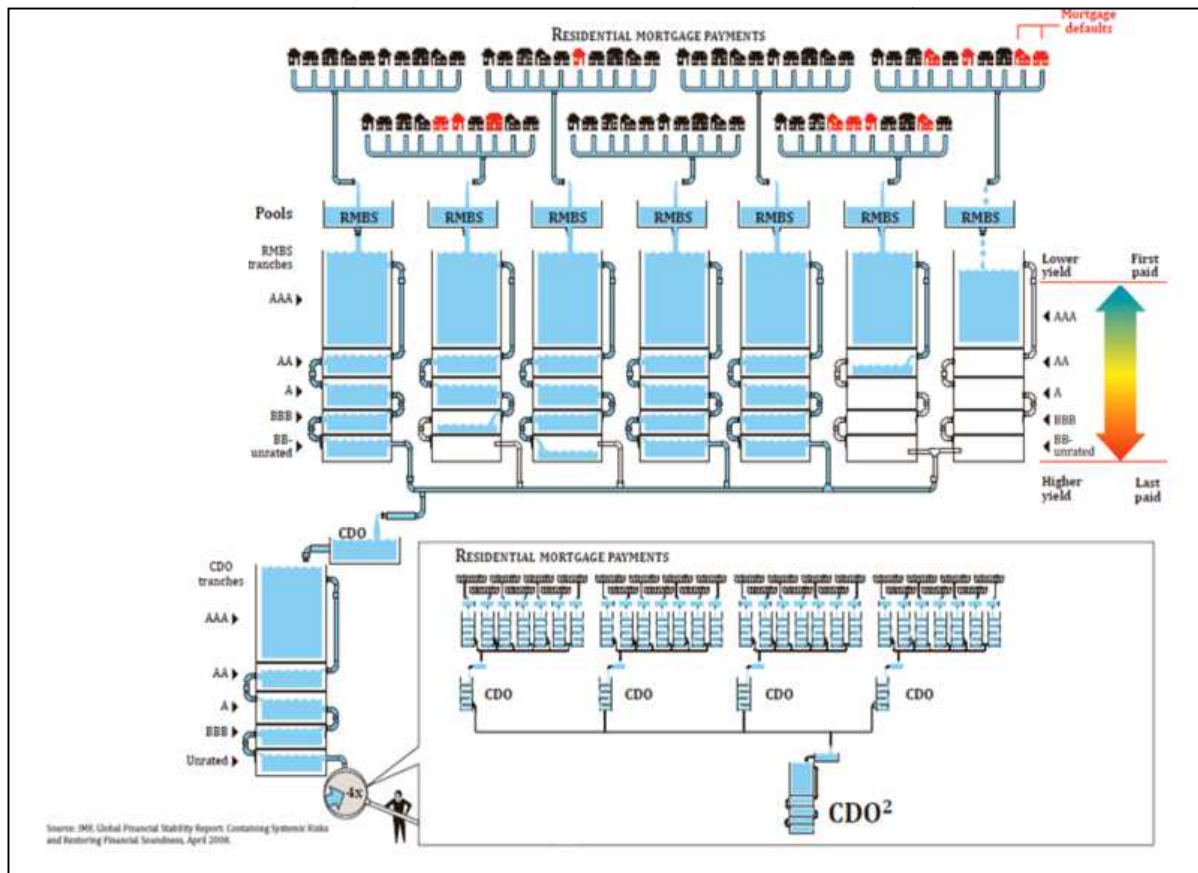 RESIDENTIAL MORTGAGE PAYMENTS
Mortgage
defaults
Pools
RMBS
RMBS
RMBS
RMBS
RMBS
RMBS
RMBS
RMBS
tranches
Lower
yield
First
paid
AAA
AAA
AA
AA
A
A
BBB
BBB
BB-
unrated
BB-
unrated
Higher
yield
Last
paid
CDO
CDO
tranches
RESIDENTIAL MORTGAGE PAYMENTS
AAA
AA
CDO
CDO
CDO
CDO
A
BBB
Unrated
4x
CDO²
Source: IMF, Global Financial Stability Report: Containing Systemic Risks
and Restoring Financial Soundness, April 2008.